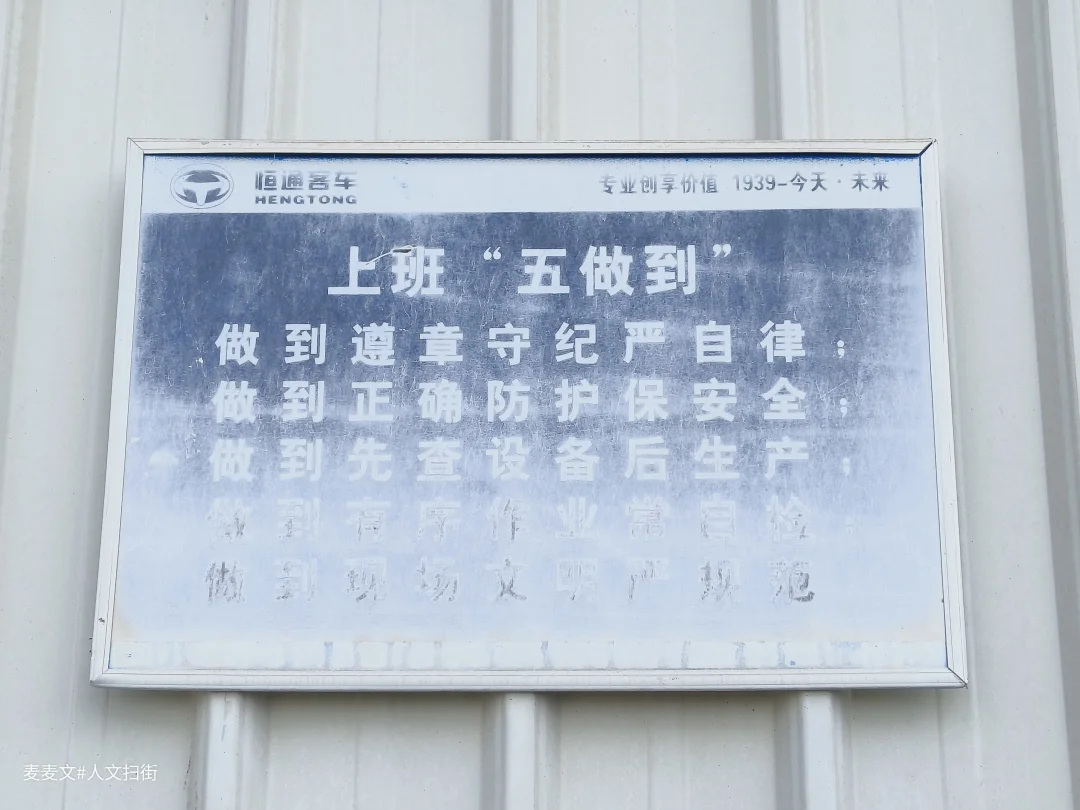 恒通客车
HENGTONG
专业创享价值 1939-今天·未来
上班“五做到”
做到遵章守纪严自律；
做到正确防护保安全；
做到先查设备后生产；
做到有序作业常自检；
做到现场文明严规范
麦麦文#人文扫街